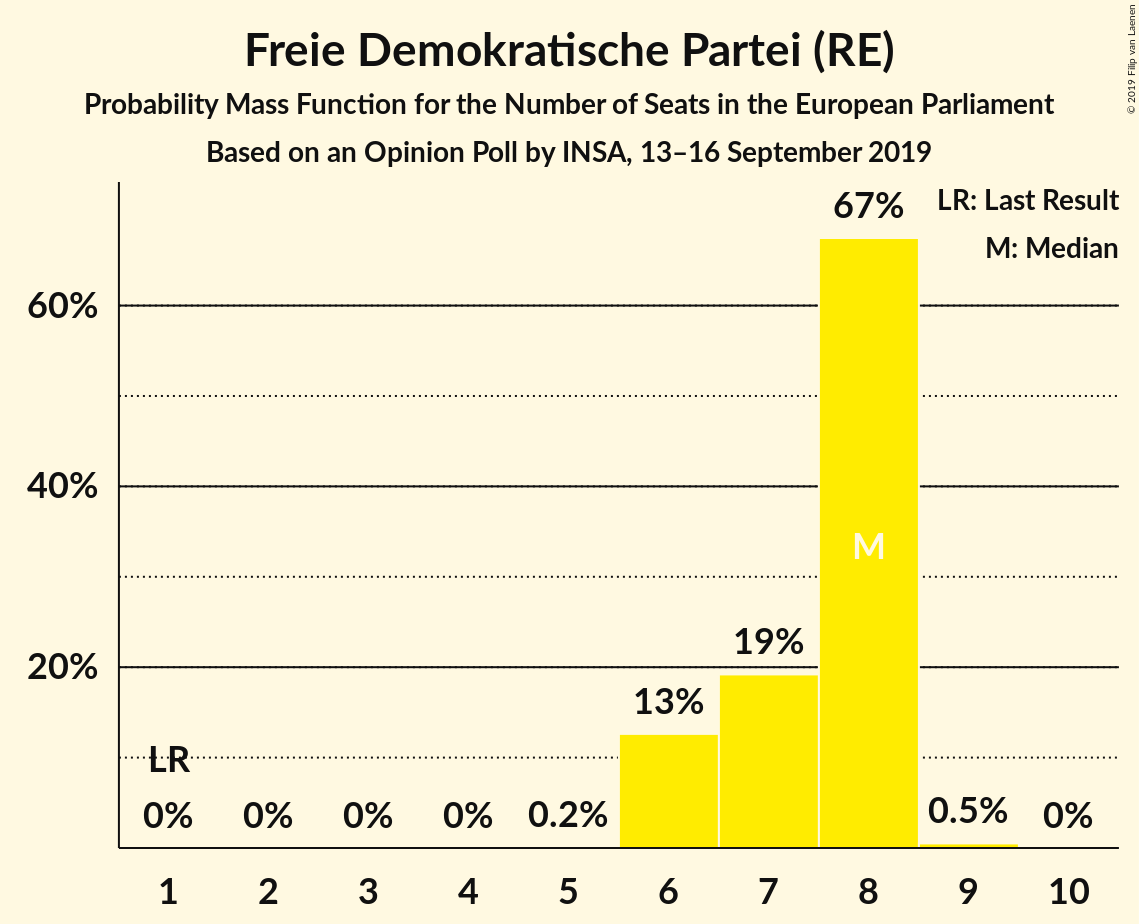 Freie Demokratische Partei (RE)
Probability Mass Function for the Number of Seats in the European Parliament
Based on an Opinion Poll by INSA, 13–16 September 2019
© 2019 Filip van Laenen
LR: Last Result
M: Median
67%
60%
40%
M
19%
20%
13%
LR
0%
0%
0%
0%
0.2%
0.5%
0%
1 2 3 4 5 6 7 8 9 10